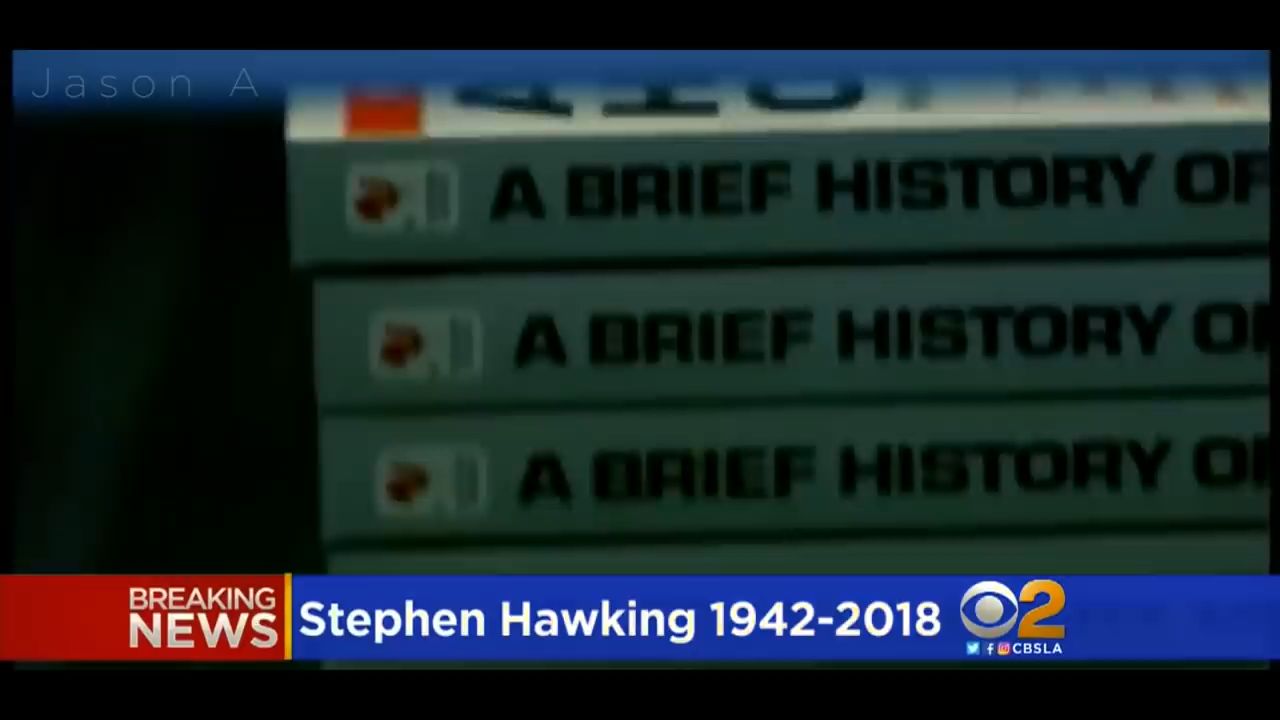 Jason A
A BRIEF HISTORY OF
A BRIEF HISTORY OF
A BRIEF HISTORY OF
BREAKING
NEWS
Stephen Hawking 1942-2018
2
CBSLA